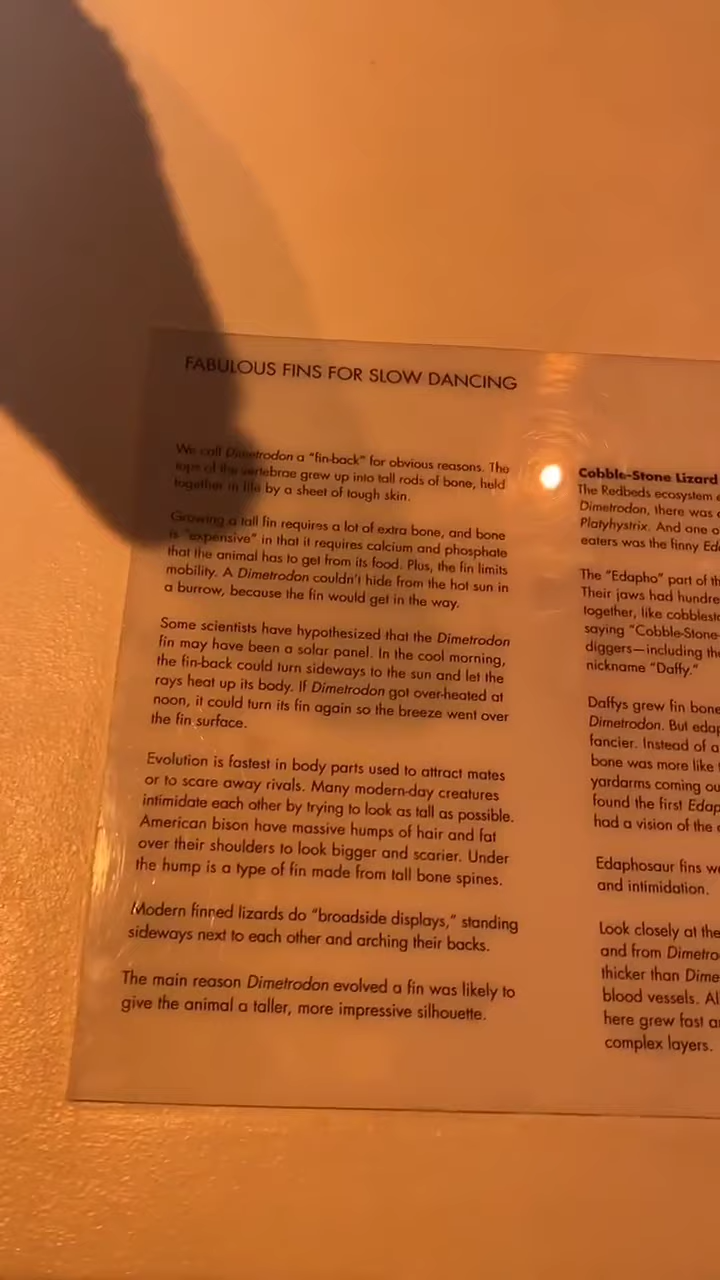 FABULOUS FINS FOR SLOW DANCING
We call Dimetrodon a "fin-back" for obvious reasons. The
tops of the vertebrae grew up into tall rods of bone, held
together in life by a sheet of tough skin.
Growing a tall fin requires a lot of extra bone, and bone
is "expensive" in that it requires calcium and phosphate
that the animal has to get from its food. Plus, the fin limits
mobility. A Dimetrodon couldn't hide from the hot sun in
a burrow, because the fin would get in the way.
Some scientists have hypothesized that the Dimetrodon
fin may have been a solar panel. In the cool morning,
the fin-back could turn sideways to the sun and let the
rays heat up its body. If Dimetrodon got over-heated at
noon, it could turn its fin again so the breeze went over
the fin surface.
Evolution is fastest in body parts used to attract mates
or to scare away rivals. Many modern-day creatures
intimidate each other by trying to look as tall as possible.
American bison have massive humps of hair and fat
over their shoulders to look bigger and scarier. Under
the hump is a type of fin made from tall bone spines.
Modern finned lizards do "broadside displays," standing
sideways next to each other and arching their backs.
The main reason Dimetrodon evolved a fin was likely to
give the animal a taller, more impressive silhouette.
Cobble-Stone Lizard
The Redbeds ecosystem
Dimetrodon, there was
Platyhystrix. And one
eaters was the finny
The "Edapho" part of
Their jaws had
together, like
saying "Cobble-Stone-
diggers—including
nickname "Daffy."
Daffys grew fin
Dimetrodon. But
fancier. Instead of
bone was more like
yardarms coming
found the first
had a vision of the
Edaphosaur fins
and intimidation.
Look closely at the
and from
thicker than
blood vessels.
here grew fast
complex layers.